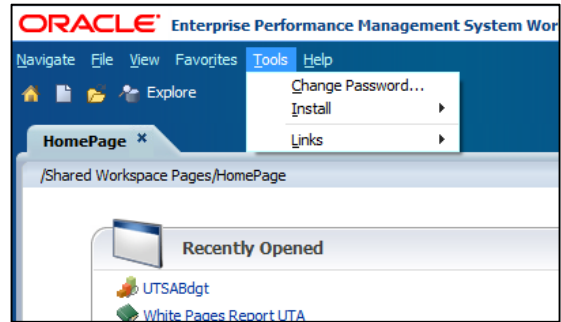 ORACLE Enterprise Performance Management System Wor
Navigate File View Favorites Tools Help
Explore
Change Password...
Install
Links
HomePage
/Shared Workspace Pages/HomePage
Recently Opened
UTSABdgt
White Pages Report UTA